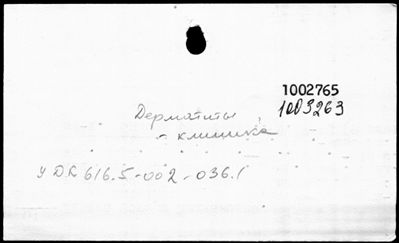 1002765
1003263
Дерматиты
- клиника
УДК 616.5-002-036.1